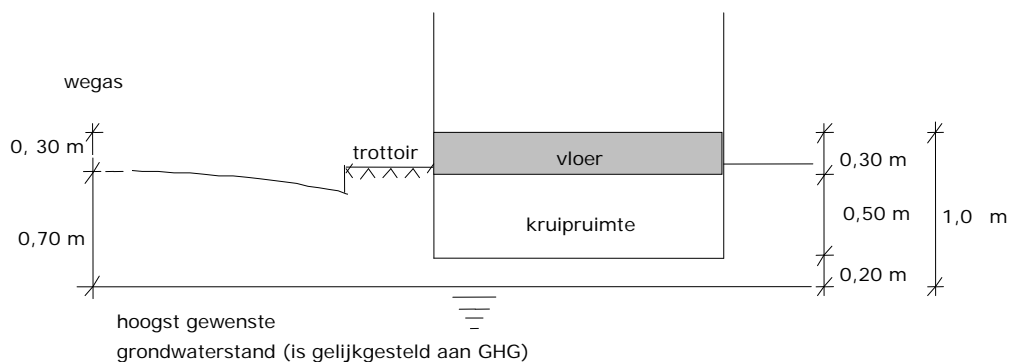 wegas
0, 30 m
trottoir
vloer
0,30 m
0,50 m
1,0 m
kruipruimte
0,70 m
0,20 m
hoogst gewenste
grondwaterstand (is gelijkgesteld aan GHG)